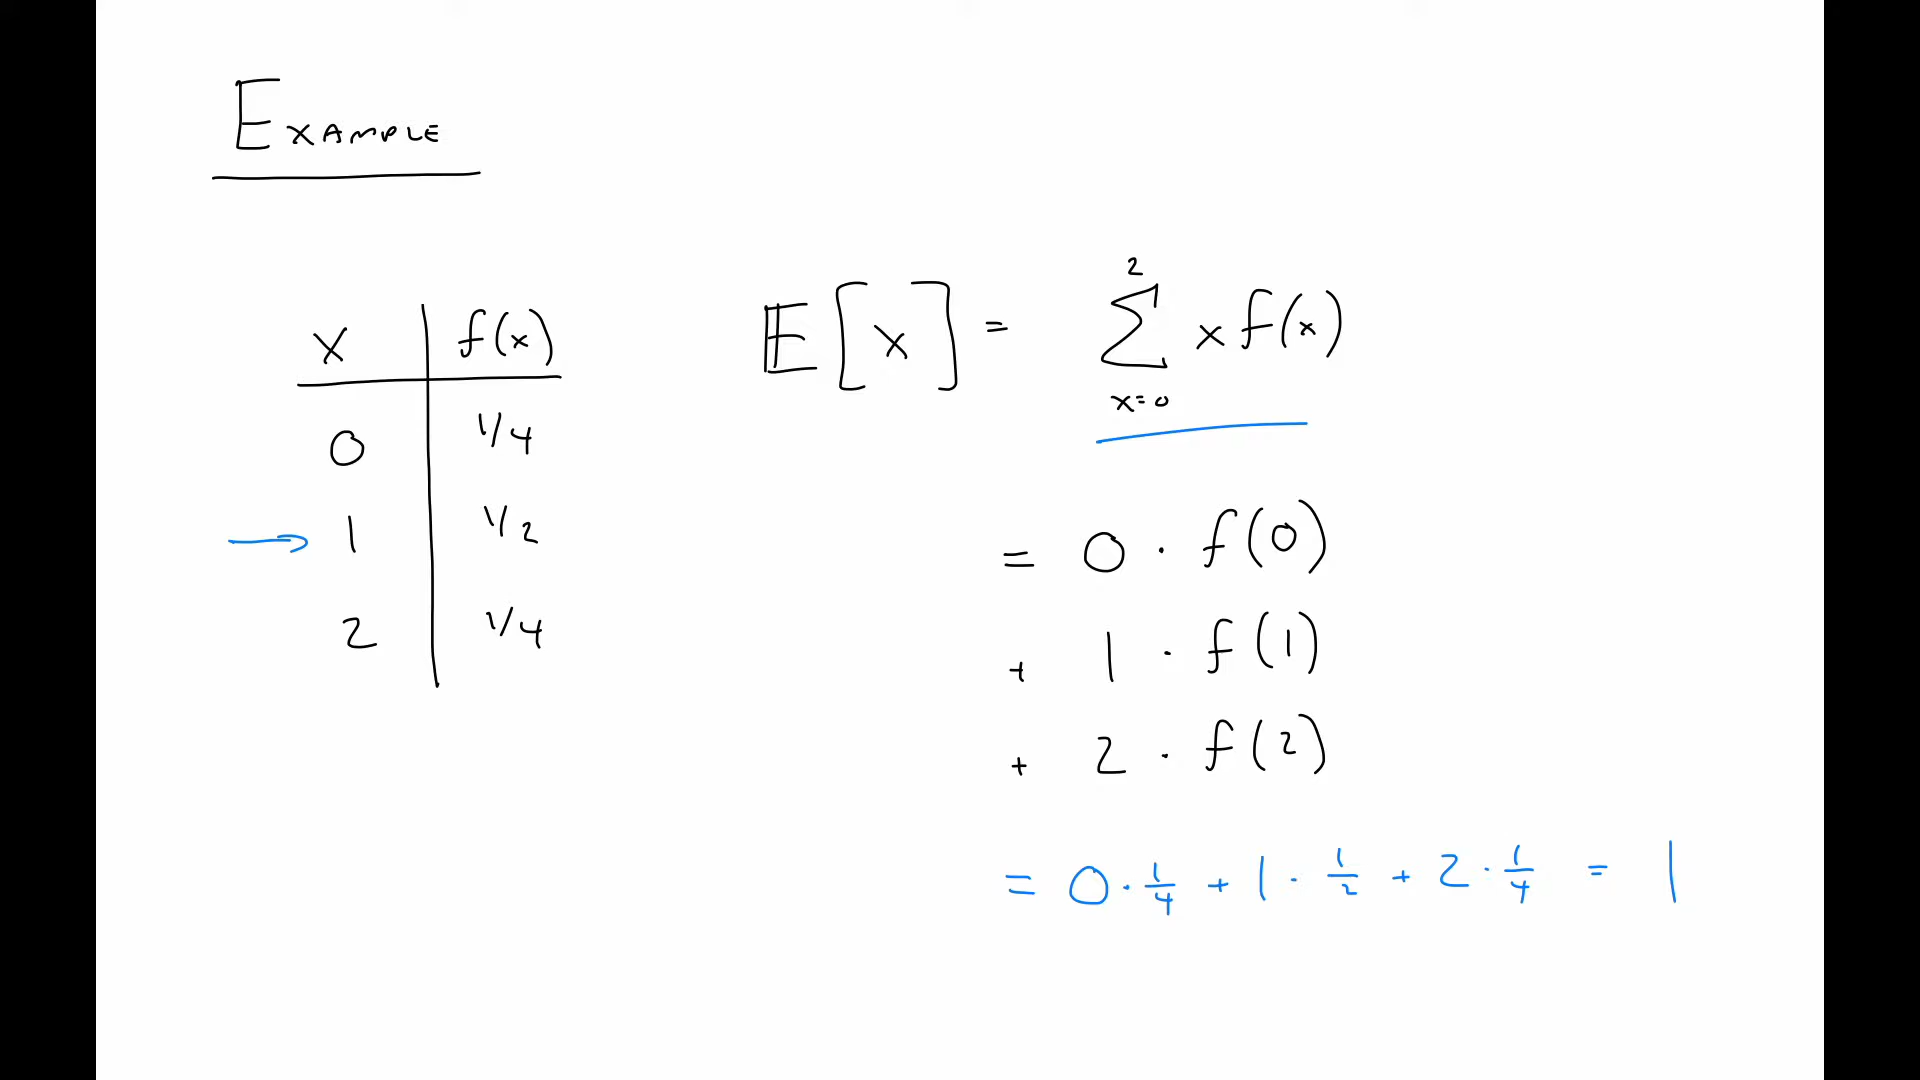 EXAMPLE
x | f(x)
0 | 1/4
→ 1 | 1/2
2 | 1/4
E[x] = ∑_{x=0}^{2} x f(x)
= 0 · f(0)
+ 1 · f(1)
+ 2 · f(2)
= 0 · 1/4 + 1 · 1/2 + 2 · 1/4 = 1